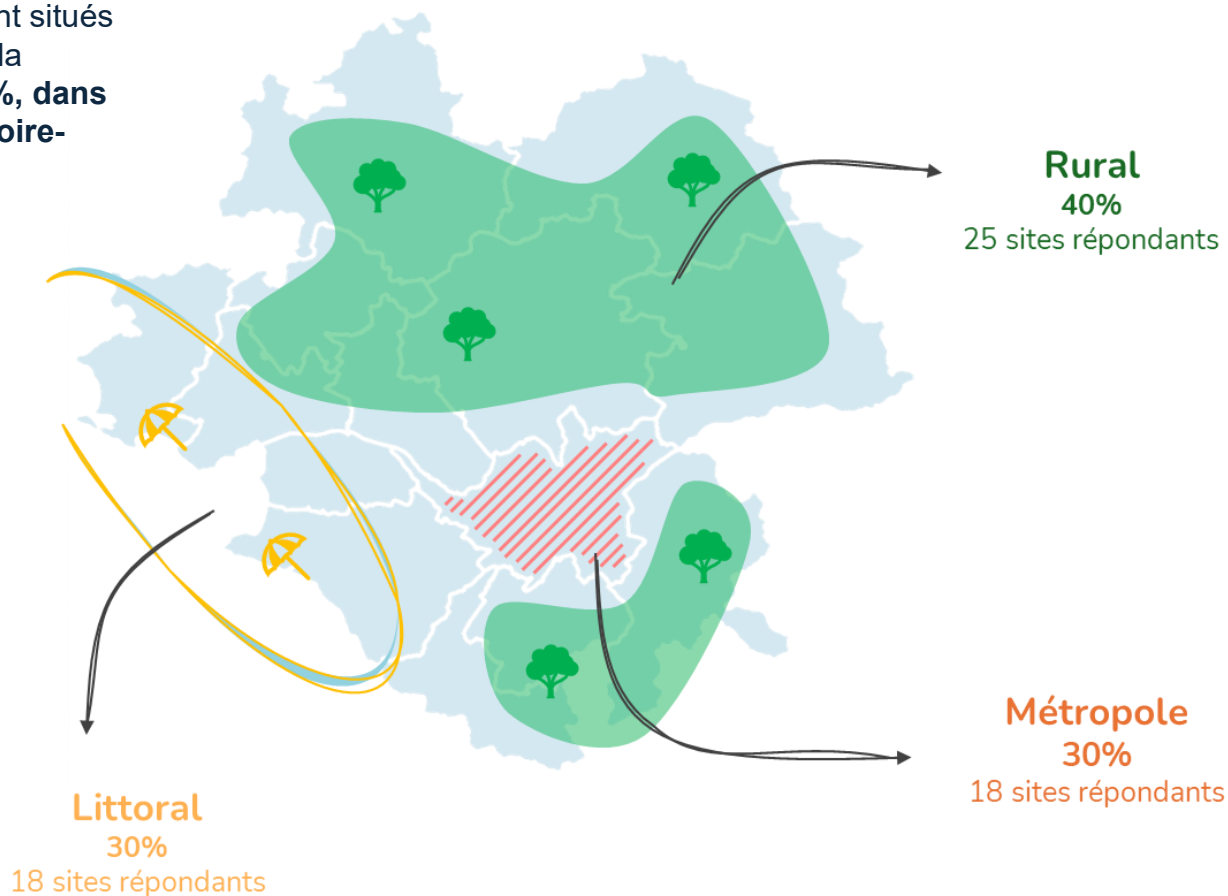 nt situés
la
%, dans
oire-
Rural
40%
25 sites répondants
Métropole
30%
18 sites répondants
Littoral
30%
18 sites répondants